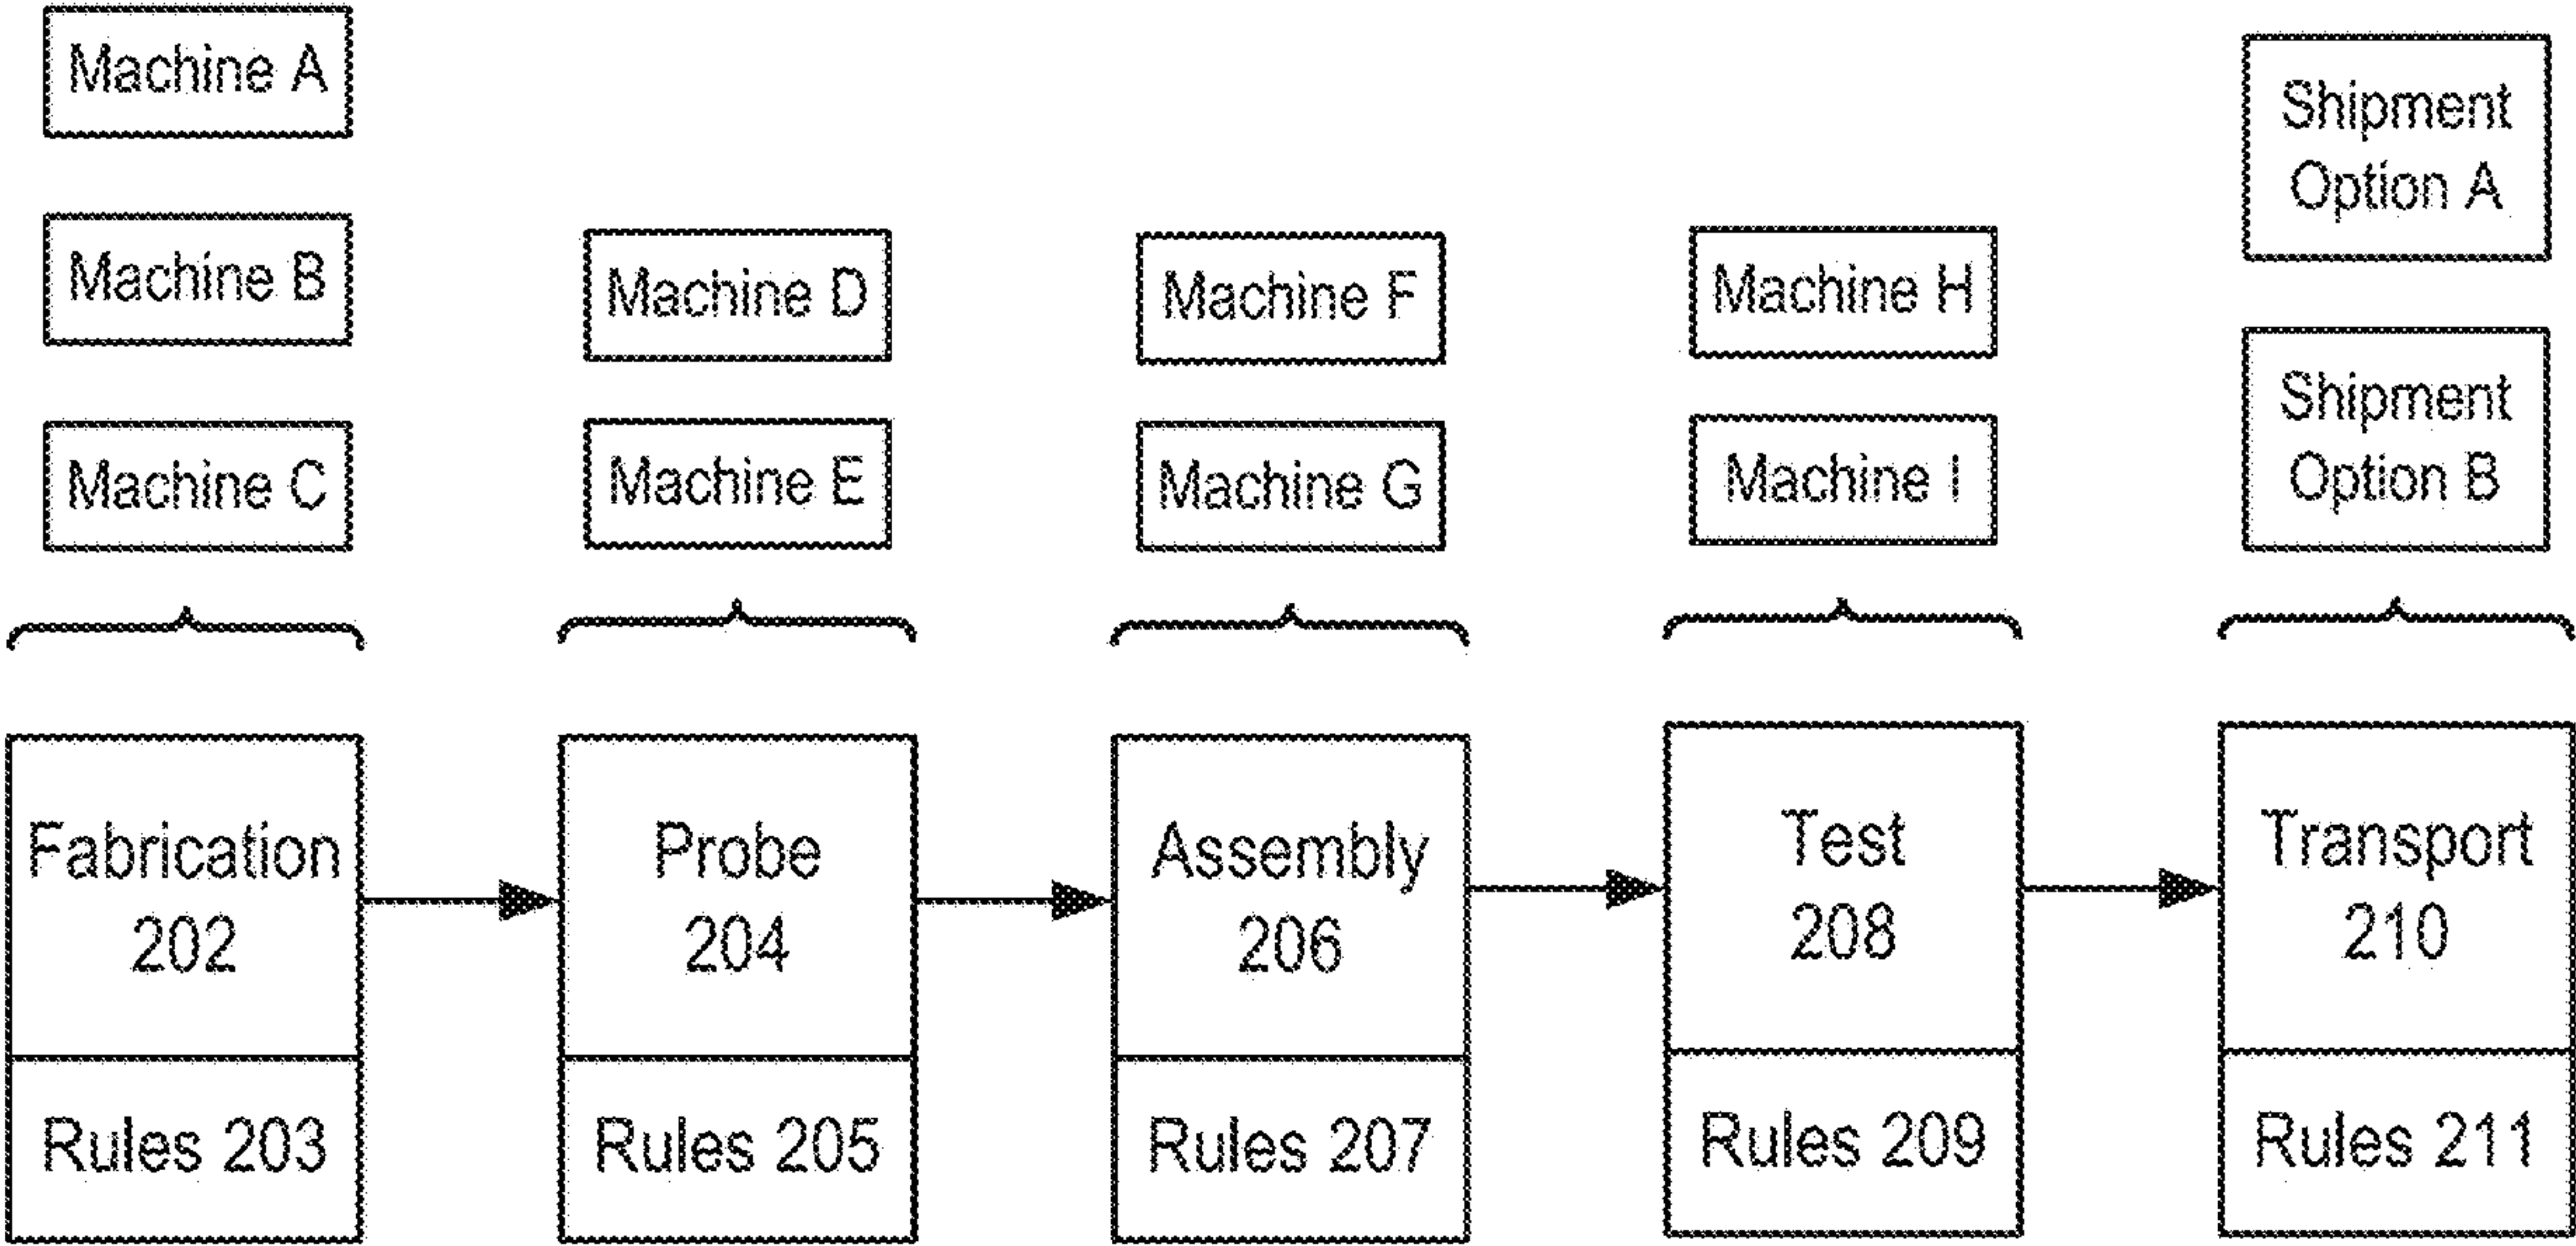 Machine A
Machine B
Machine C
Machine D
Machine E
Machine F
Machine G
Machine H
Machine I
Shipment
Option A
Shipment
Option B
Fabrication
202
Rules 203
Probe
204
Rules 205
Assembly
206
Rules 207
Test
208
Rules 209
Transport
210
Rules 211